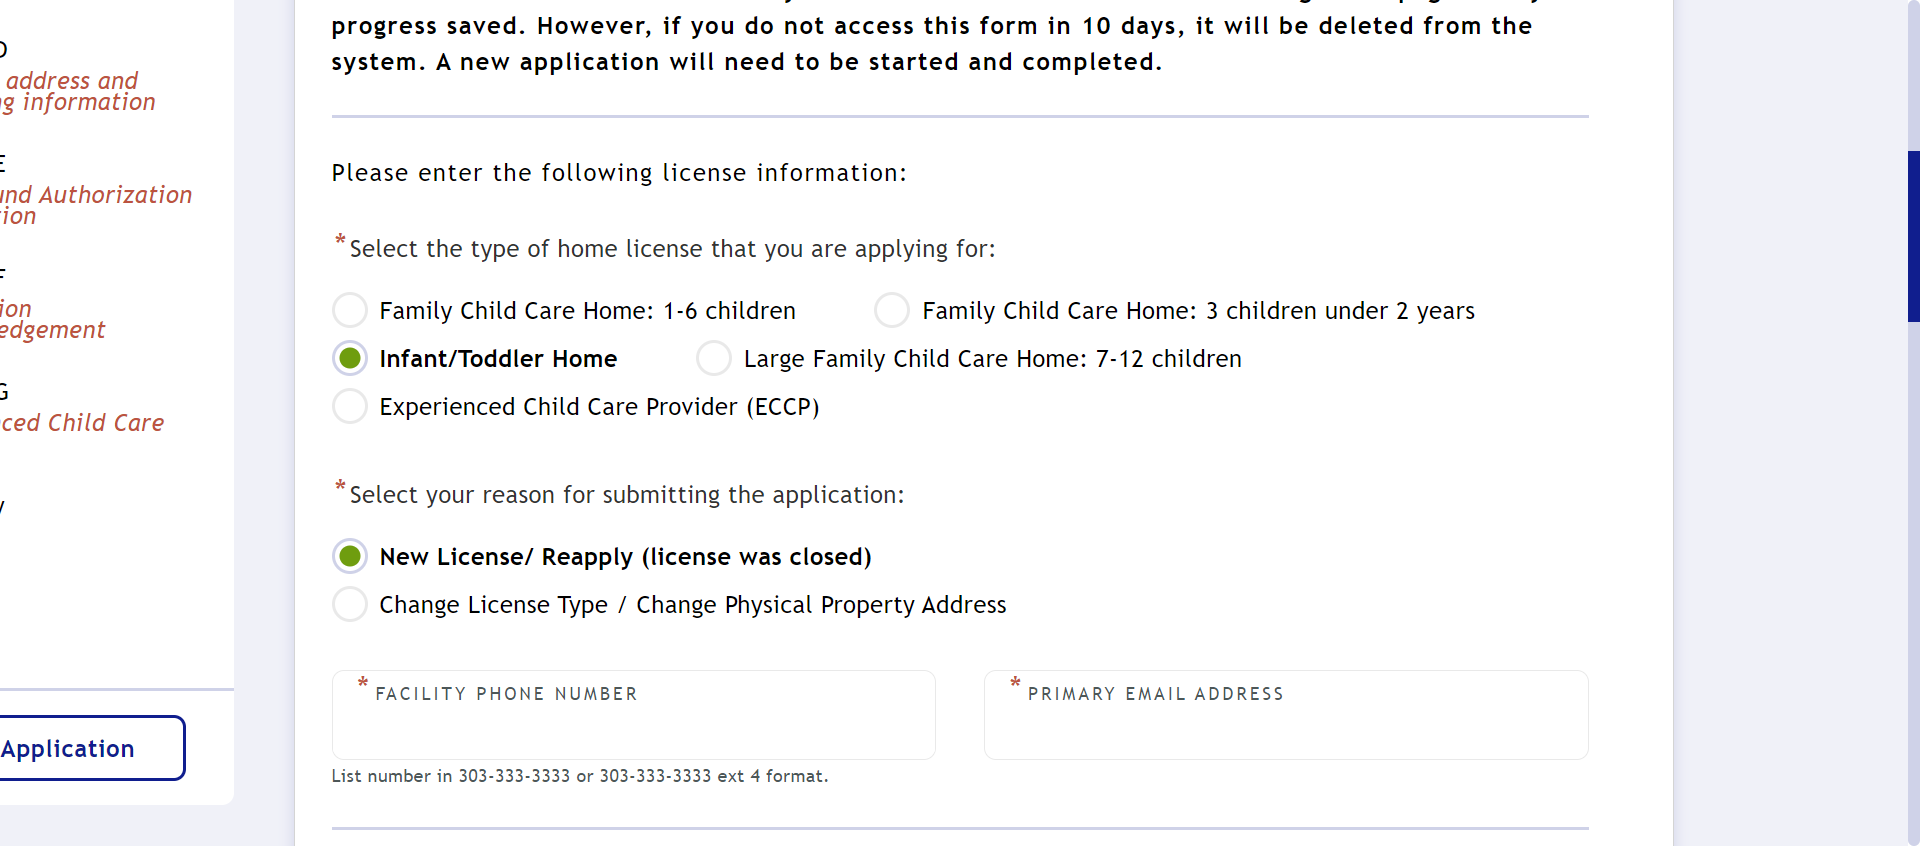 address and
information
Authorization
Child Care
Application
progress saved. However, if you do not access this form in 10 days, it will be deleted from the
system. A new application will need to be started and completed.
Please enter the following license information:
*Select the type of home license that you are applying for:
Family Child Care Home: 1-6 children
Family Child Care Home: 3 children under 2 years
Infant/Toddler Home
Large Family Child Care Home: 7-12 children
Experienced Child Care Provider (ECCP)
*Select your reason for submitting the application:
New License/ Reapply (license was closed)
Change License Type / Change Physical Property Address
*FACILITY PHONE NUMBER
*PRIMARY EMAIL ADDRESS
List number in 303-333-3333 or 303-333-3333 ext 4 format.